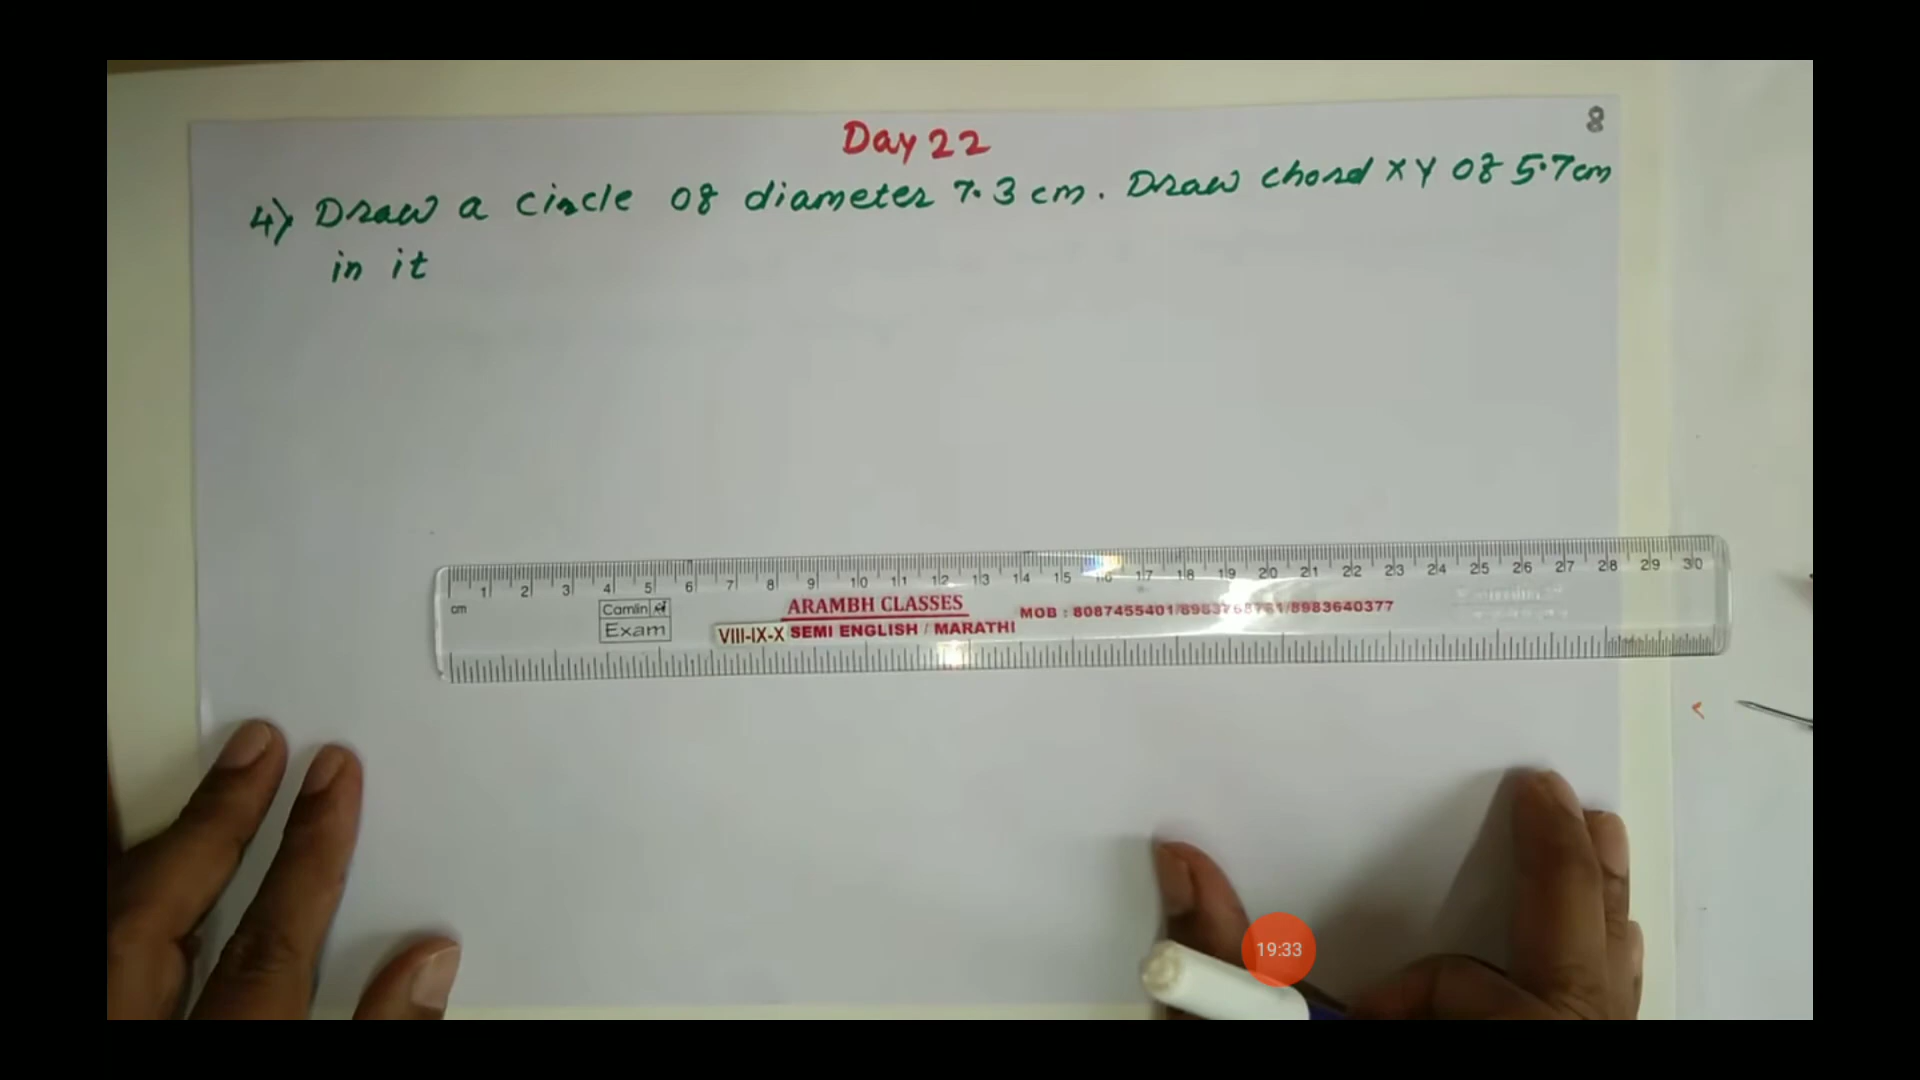 8
Day 22
4) Draw a circle of diameter 7.3 cm. Draw chord XY of 5.7cm
in it
1 2 3 4 5 6 7 8 9 10 11 12 13 14 15 16 17 18 19 20 21 22 23 24 25 26 27 28 29 30
cm
Camlin
Exam
ARAMBH CLASSES
MOB : 8087455401/8983768761/8983640377
VIII-IX-X SEMI ENGLISH / MARATHI
19:33